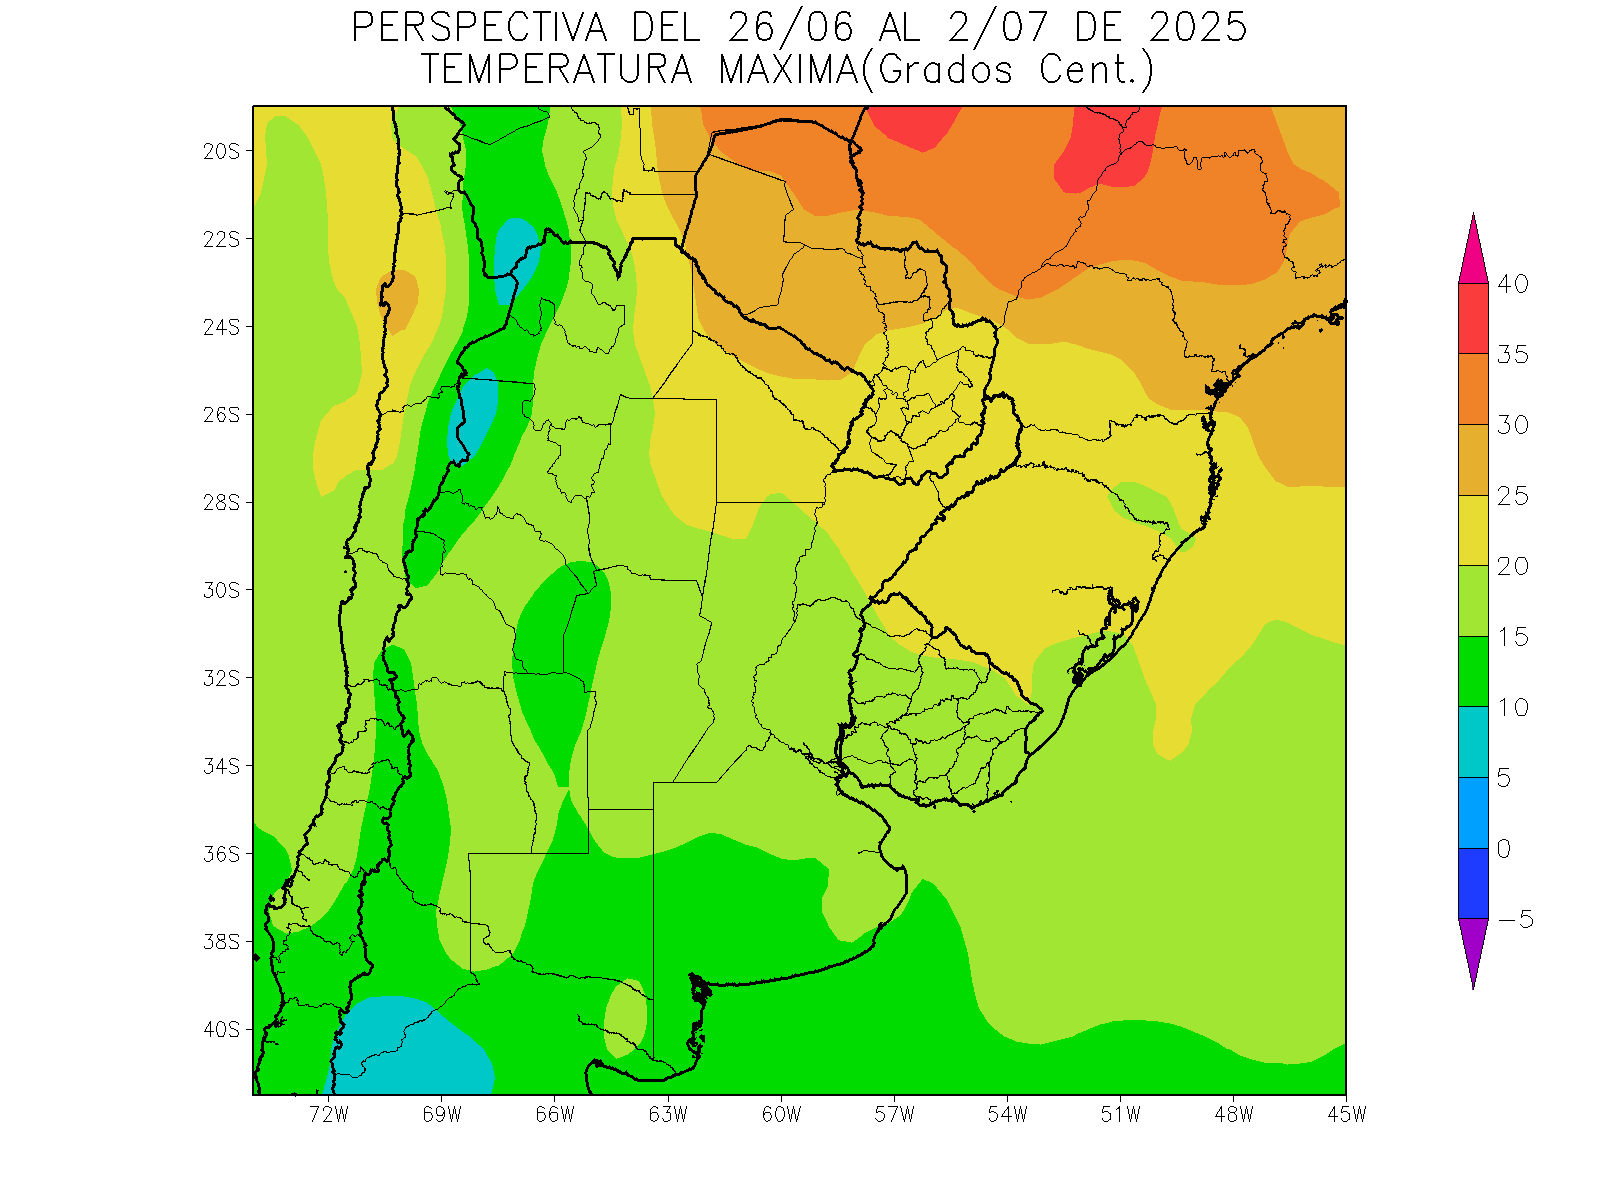 PERSPECTIVA DEL 26/06 AL 2/07 DE 2025
TEMPERATURA MAXIMA(Grados Cent.)
20S
22S
24S
26S
28S
30S
32S
34S
36S
38S
40S
72W 69W 66W 63W 60W 57W 54W 51W 48W 45W
40
35
30
25
20
15
10
5
0
-5